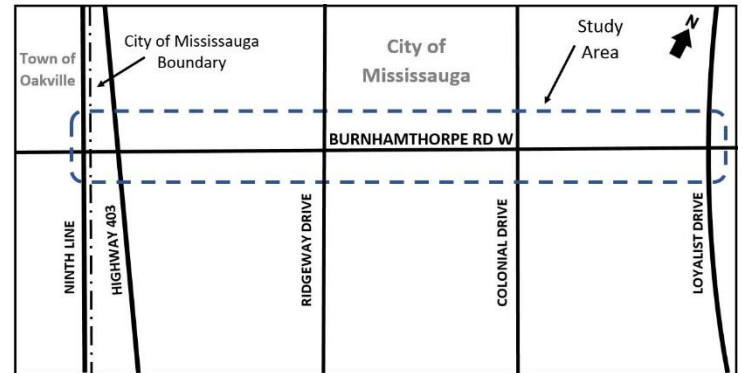 Town of
Oakville
City of Mississauga
Boundary
City of
Mississauga
Study
Area
N
BURNHAMTHORPE RD W
NINTH LINE
HIGHWAY 403
RIDGEWAY DRIVE
COLONIAL DRIVE
LOYALIST DRIVE